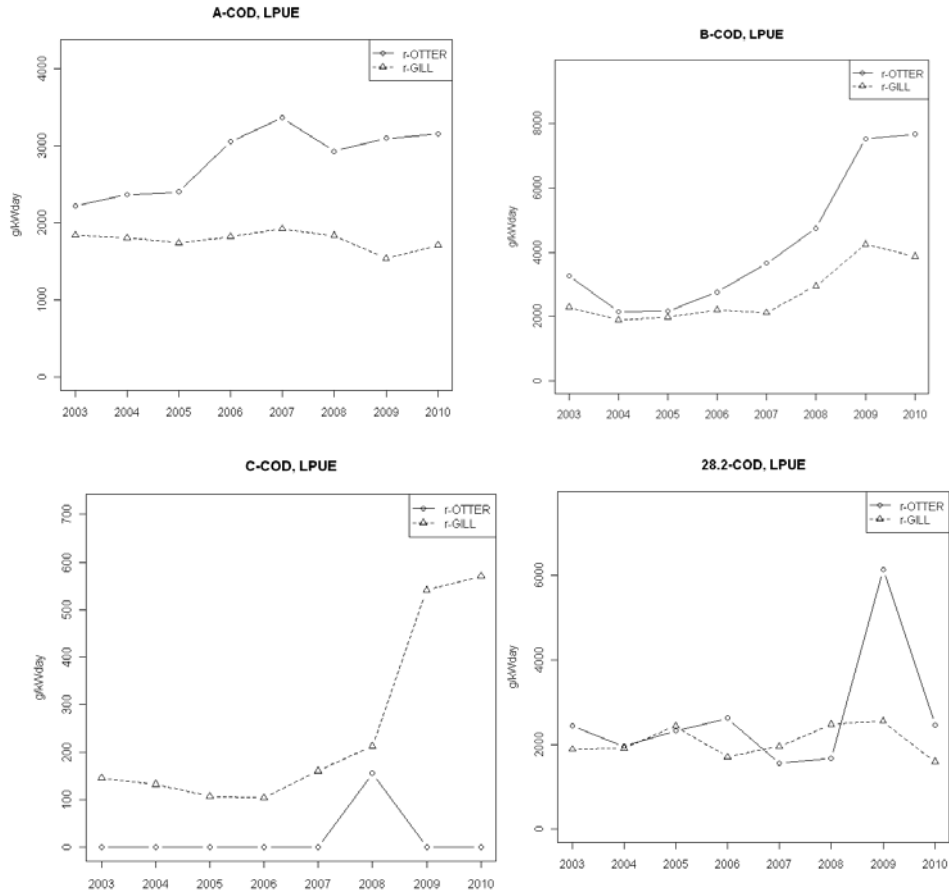 A-COD, LPUE
r-OTTER
r-GILL
g/kWday
4000
3000
2000
1000
0
2003 2004 2005 2006 2007 2008 2009 2010
B-COD, LPUE
r-OTTER
r-GILL
g/kWday
8000
6000
4000
2000
0
2003 2004 2005 2006 2007 2008 2009 2010
C-COD, LPUE
r-OTTER
r-GILL
g/kWday
700
600
500
400
300
200
100
0
2003 2004 2005 2006 2007 2008 2009 2010
28.2-COD, LPUE
r-OTTER
r-GILL
g/kWday
6000
4000
2000
0
2003 2004 2005 2006 2007 2008 2009 2010